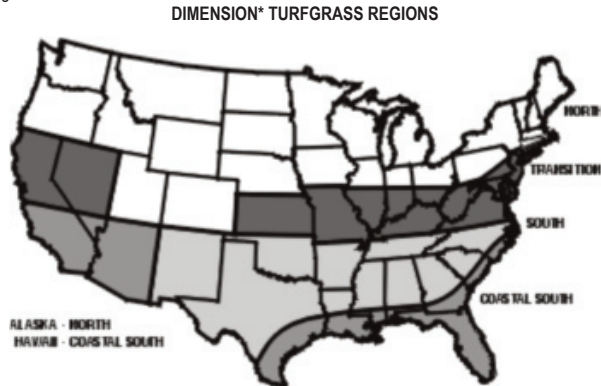 DIMENSION* TURFGRASS REGIONS
NORTH
TRANSITION
SOUTH
COASTAL SOUTH
ALASKA - NORTH
HAWAII - COASTAL SOUTH